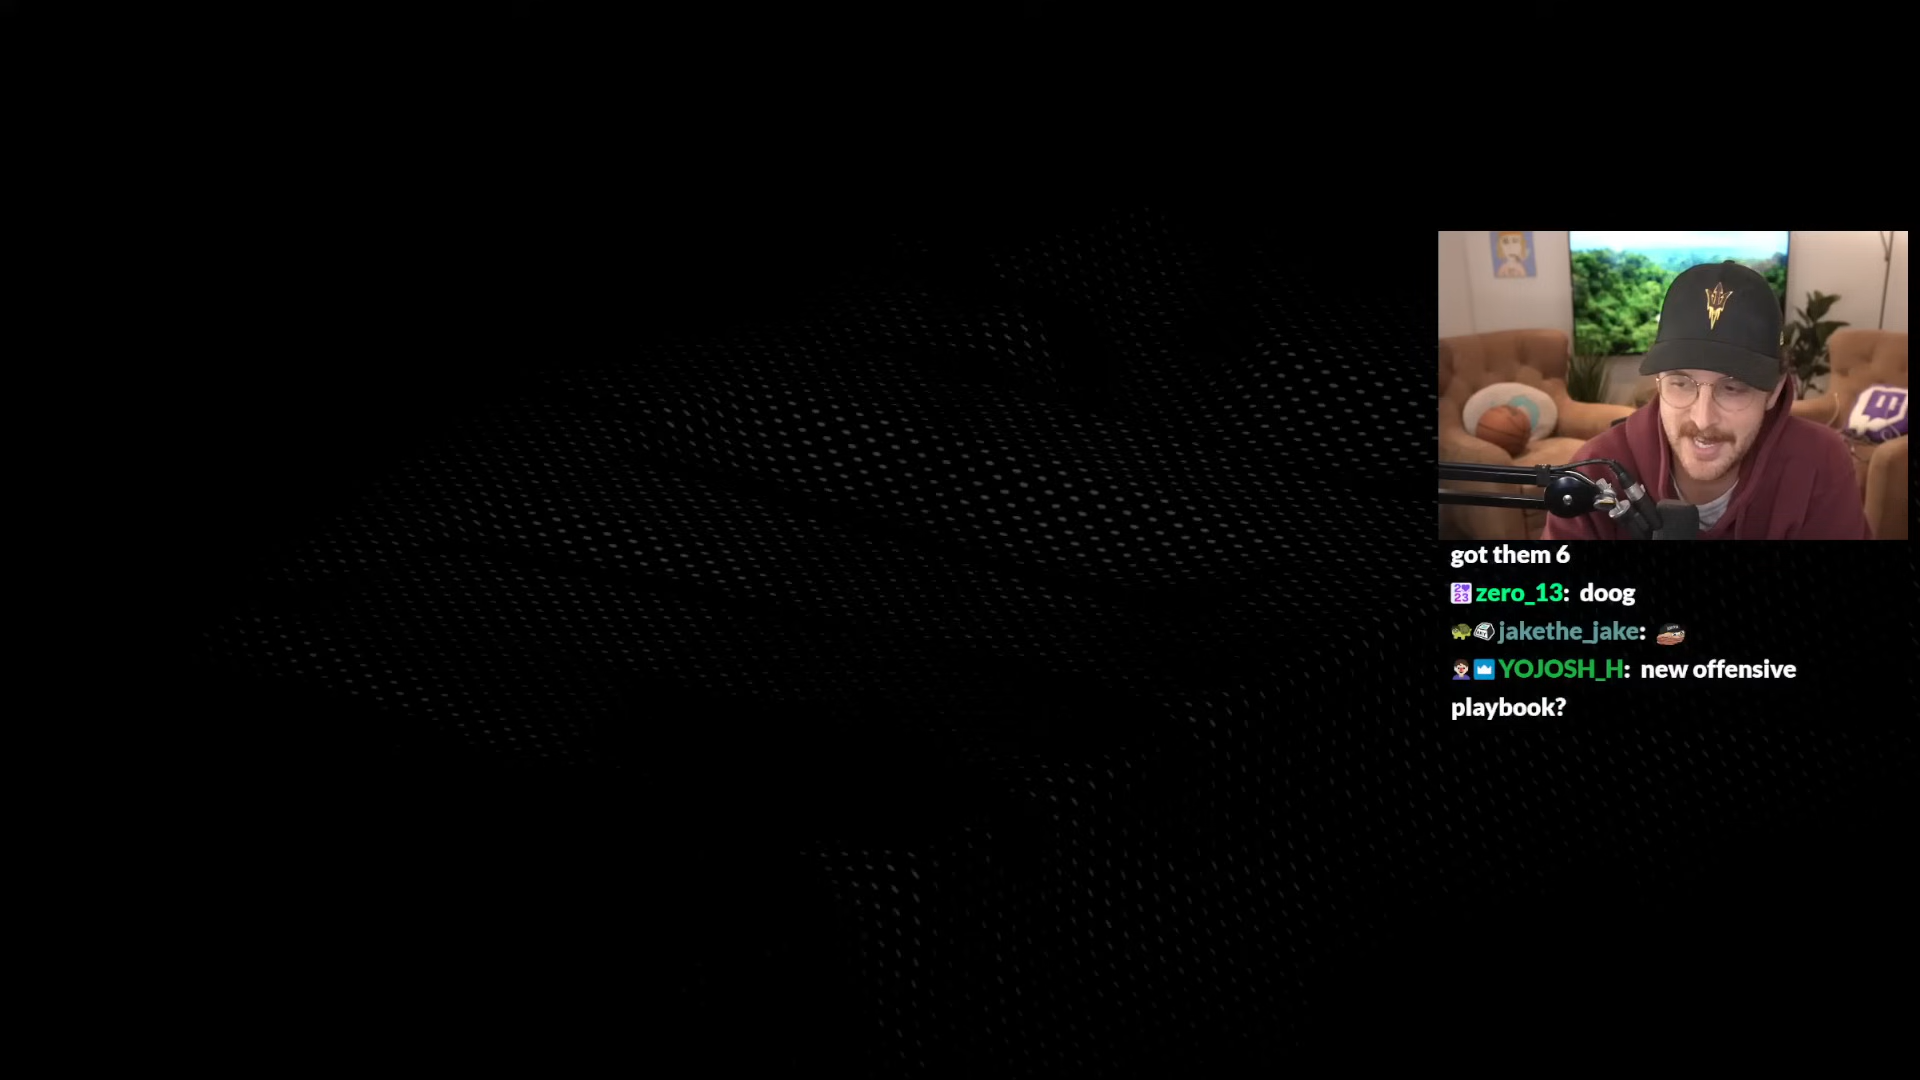 got them 6
zero_13: doog
jakethe_jake:
YOJOSH_H: new offensive
playbook?